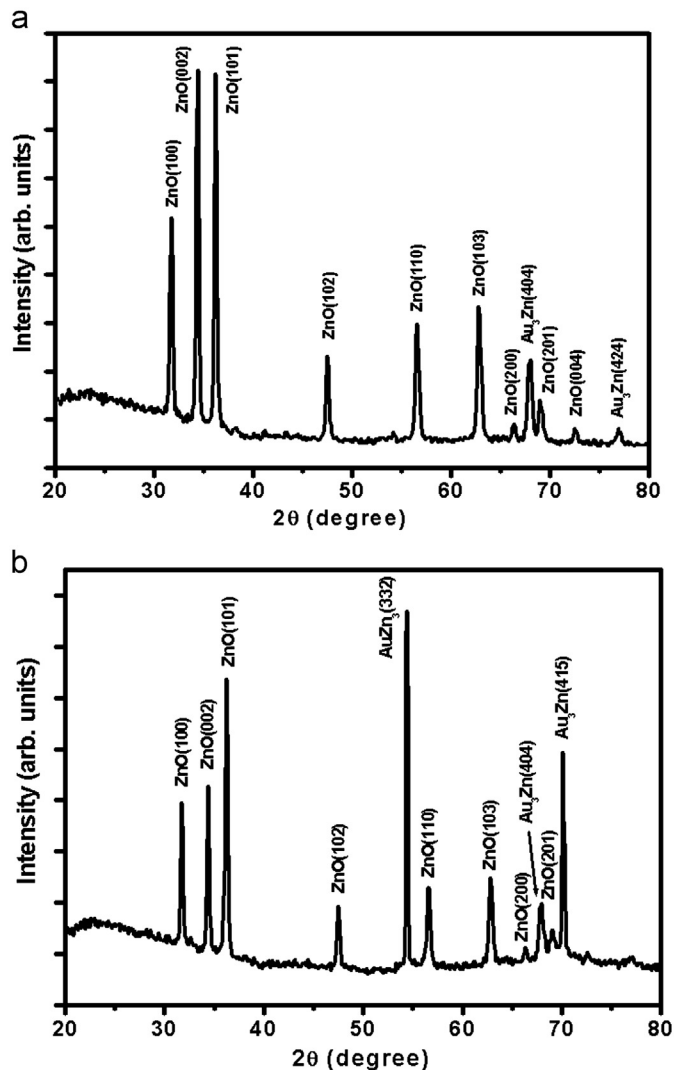 a
Intensity (arb. units)
ZnO(100)
ZnO(002)
ZnO(101)
ZnO(102)
ZnO(110)
ZnO(103)
ZnO(200)
Au₃Zn(404)
ZnO(201)
ZnO(004)
Au₃Zn(424)
20 30 40 50 60 70 80
2θ (degree)
b
Intensity (arb. units)
ZnO(100)
ZnO(002)
ZnO(101)
ZnO(102)
AuZn₃(332)
ZnO(110)
ZnO(103)
ZnO(200)
Au₃Zn(404)
ZnO(201)
Au₃Zn(415)
20 30 40 50 60 70 80
2θ (degree)